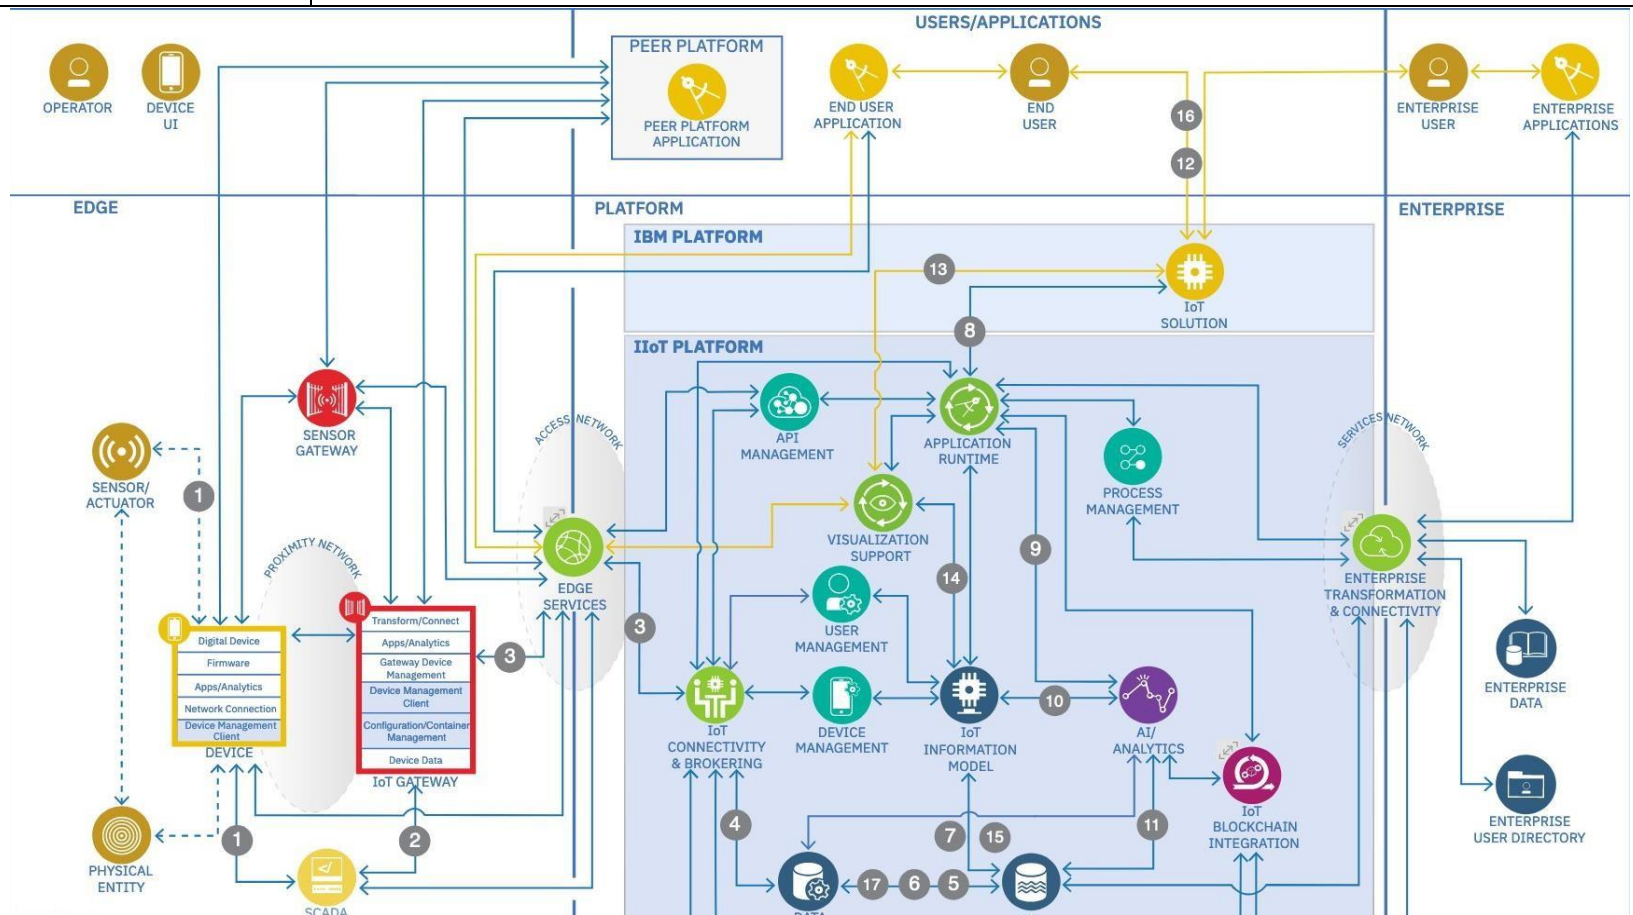 USERS/APPLICATIONS
PEER PLATFORM
OPERATOR
DEVICE
UI
PEER PLATFORM
APPLICATION
END USER
APPLICATION
END
USER
16
12
ENTERPRISE
USER
ENTERPRISE
APPLICATIONS
EDGE
PLATFORM
ENTERPRISE
IBM PLATFORM
13
IoT
SOLUTION
8
IIoT PLATFORM
SENSOR
GATEWAY
ACCESS NETWORK
API
MANAGEMENT
APPLICATION
RUNTIME
SERVICES NETWORK
SENSOR/
ACTUATOR
1
PROCESS
MANAGEMENT
PROXIMITY NETWORK
VISUALIZATION
SUPPORT
9
14
EDGE
SERVICES
ENTERPRISE
TRANSFORMATION
& CONNECTIVITY
3
3
USER
MANAGEMENT
Digital Device
Firmware
Apps/Analytics
Network Connection
Device Management
Client
DEVICE
Transform/Connect
Apps/Analytics
Gateway Device
Management
Device Management
Client
Configuration/Container
Management
Device Data
IoT GATEWAY
IoT
CONNECTIVITY
& BROKERING
DEVICE
MANAGEMENT
IoT
INFORMATION
MODEL
10
AI/
ANALYTICS
ENTERPRISE
DATA
IoT
BLOCKCHAIN
INTEGRATION
ENTERPRISE
USER DIRECTORY
1
2
4
7
15
11
PHYSICAL
ENTITY
17
6
5
SCADA
DATA